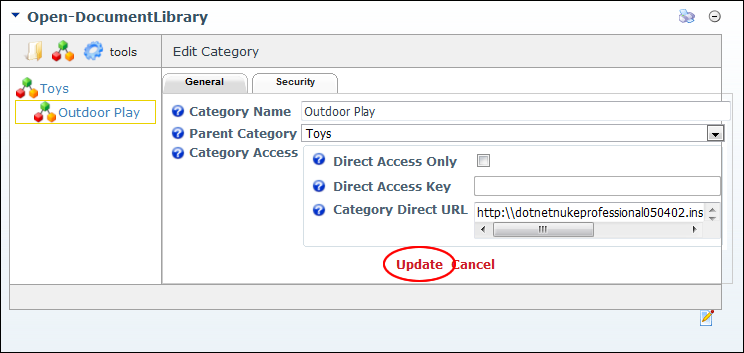 Open-DocumentLibrary
tools
Edit Category
Toys
Outdoor Play
General Security
Category Name Outdoor Play
Parent Category Toys
Category Access
Direct Access Only
Direct Access Key
Category Direct URL http:\\dotnetnukeprofessional050402.ins
Update Cancel